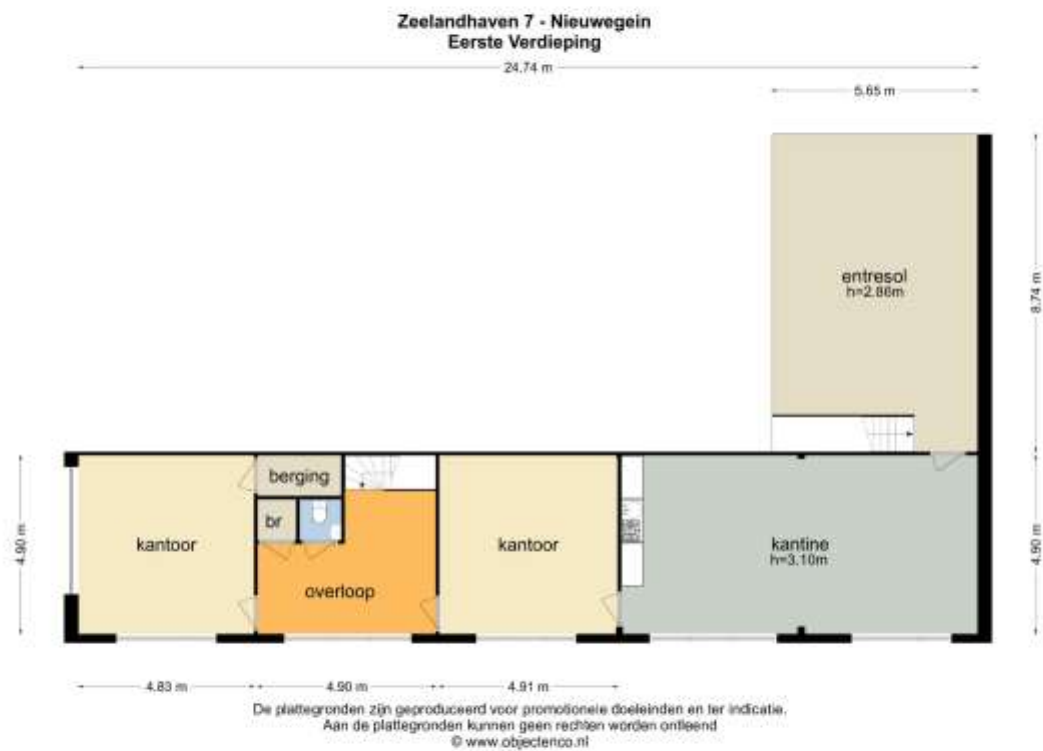 Zeelandhaven 7 - Nieuwegein
Eerste Verdieping
24.74 m
5.65 m
entresol
h=2.86m
8.74 m
berging
br
kantoor
overloop
kantoor
kantine
h=3.10m
4.90 m
4.90 m
4.83 m
4.90 m
4.91 m
De plattegronden zijn geproduceerd voor promotionele doeleinden en ter indicatie.
Aan de plattegronden kunnen geen rechten worden ontleend
© www.objectenco.nl